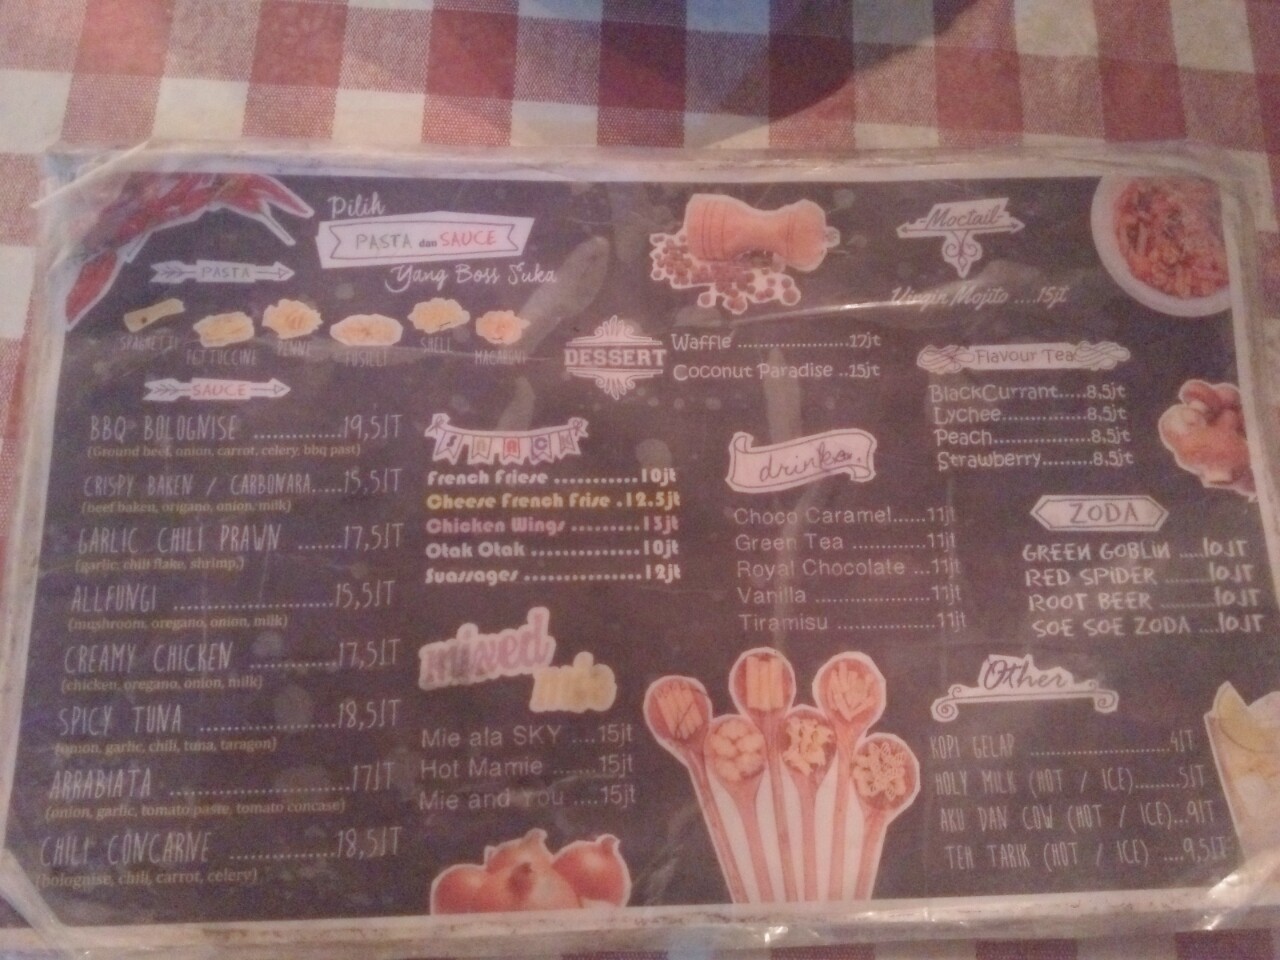 Pilih
PASTA dan SAUCE
Yang Boss Suka
PASTA
SPAGHETTI
FETTUCCINE
PENNE
FUSILLI
SHELL
MACARONI
SAUCE
BBQ BOLOGNISE ..............19,5JT
(Ground beef, onion, carrot, celery, bbq past)
CRISPY BAKEN / CARBONARA.....15,5JT
(beef baken, origano, onion, milk)
GARLIC CHILI PRAWN .......17,5JT
(garlic, chili flake, shrimp,)
ALLFUNGI .........................15,5JT
(mushroom, oregano, onion, milk)
CREAMY CHICKEN .............17,5JT
(chicken, oregano, onion, milk)
SPICY TUNA .....................18,5JT
(onion, garlic, chili, tuna, taragon)
ARRABIATA .......................17JT
(onion, garlic, tomato paste, tomato concase)
CHILI CONCARNE ................18,5JT
(bolognise, chili, carrot, celery)
DESSERT
Waffle .......................17jt
Coconut Paradise ..15jt
SNACK
French Friese ...........10jt
Cheese French Frise .12.5jt
Chicken Wings .........13jt
Otak Otak ...............10jt
Suassages ................12jt
mixed
mie
Mie ala SKY ....15jt
Hot Mamie .......15jt
Mie and You ....15jt
drinks
Choco Caramel......11jt
Green Tea ............11jt
Royal Chocolate ...11jt
Vanilla ..................11jt
Tiramisu ...............11jt
-Moctail-
Virgin Mojito ....15jt
Flavour Tea
BlackCurrant.....8,5jt
Lychee...............8,5jt
Peach................8,5jt
Strawberry.........8,5jt
ZODA
GREEN GOBLIN .....10JT
RED SPIDER .........10JT
ROOT BEER .........10JT
SOE SOE ZODA ....10JT
Other
KOPI GELAP .......................4JT
HOLY MILK (HOT / ICE).........5JT
AKU DAN COW (HOT / ICE)...9JT
TEH TARIK (HOT / ICE) ....9,5JT